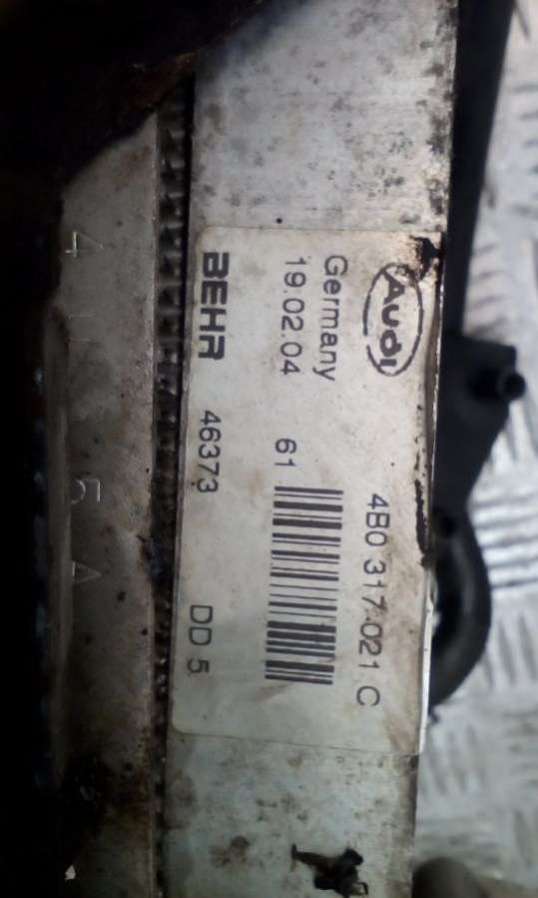 Audi
4B0 317 021 C
Germany
19.02.04 61
BEHR 46373 DD 5